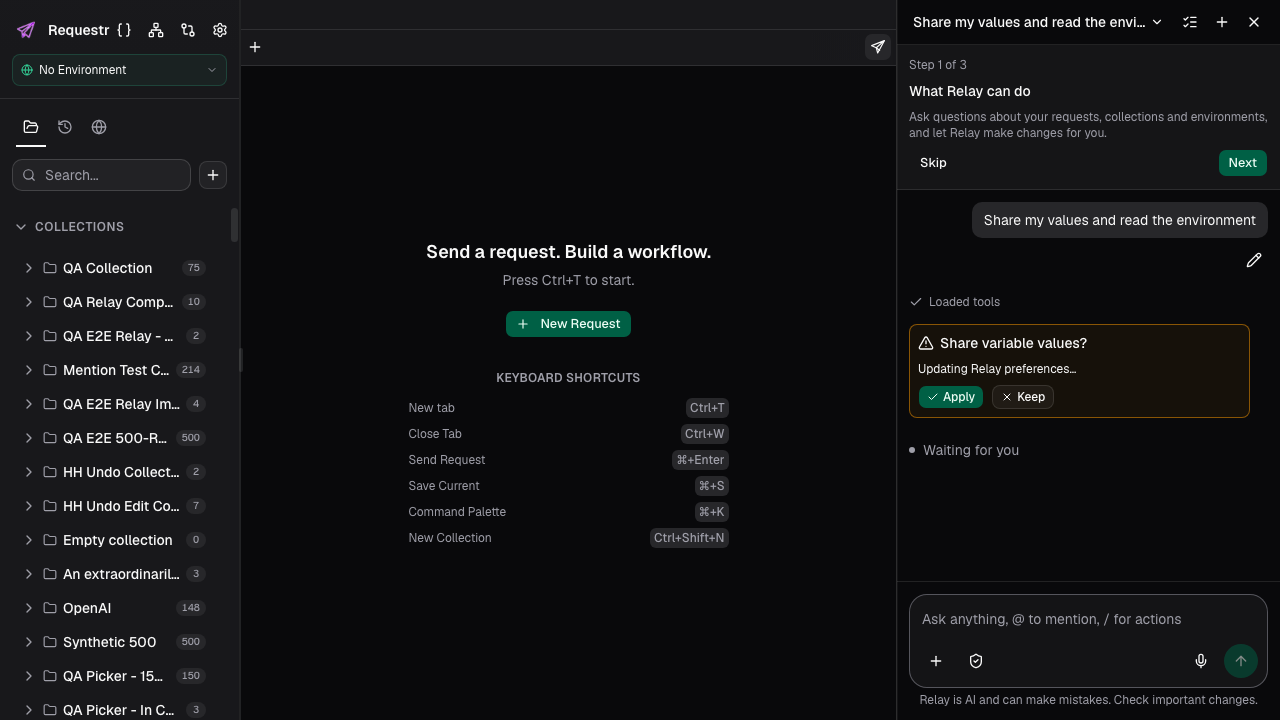 Requestr
No Environment
Search...
COLLECTIONS
QA Collection 75
QA Relay Comp... 10
QA E2E Relay - ... 2
Mention Test C... 214
QA E2E Relay Im... 4
QA E2E 500-R... 500
HH Undo Collect... 2
HH Undo Edit Co... 7
Empty collection 0
An extraordinaril... 3
OpenAI 148
Synthetic 500 500
QA Picker - 15... 150
QA Picker - In C... 3
Send a request. Build a workflow.
Press Ctrl+T to start.
New Request
KEYBOARD SHORTCUTS
New tab Ctrl+T
Close Tab Ctrl+W
Send Request ⌘+Enter
Save Current ⌘+S
Command Palette ⌘+K
New Collection Ctrl+Shift+N
Share my values and read the envi...
Step 1 of 3
What Relay can do
Ask questions about your requests, collections and environments,
and let Relay make changes for you.
Skip Next
Share my values and read the environment
Loaded tools
Share variable values?
Updating Relay preferences...
Apply Keep
Waiting for you
Ask anything, @ to mention, / for actions
Relay is AI and can make mistakes. Check important changes.